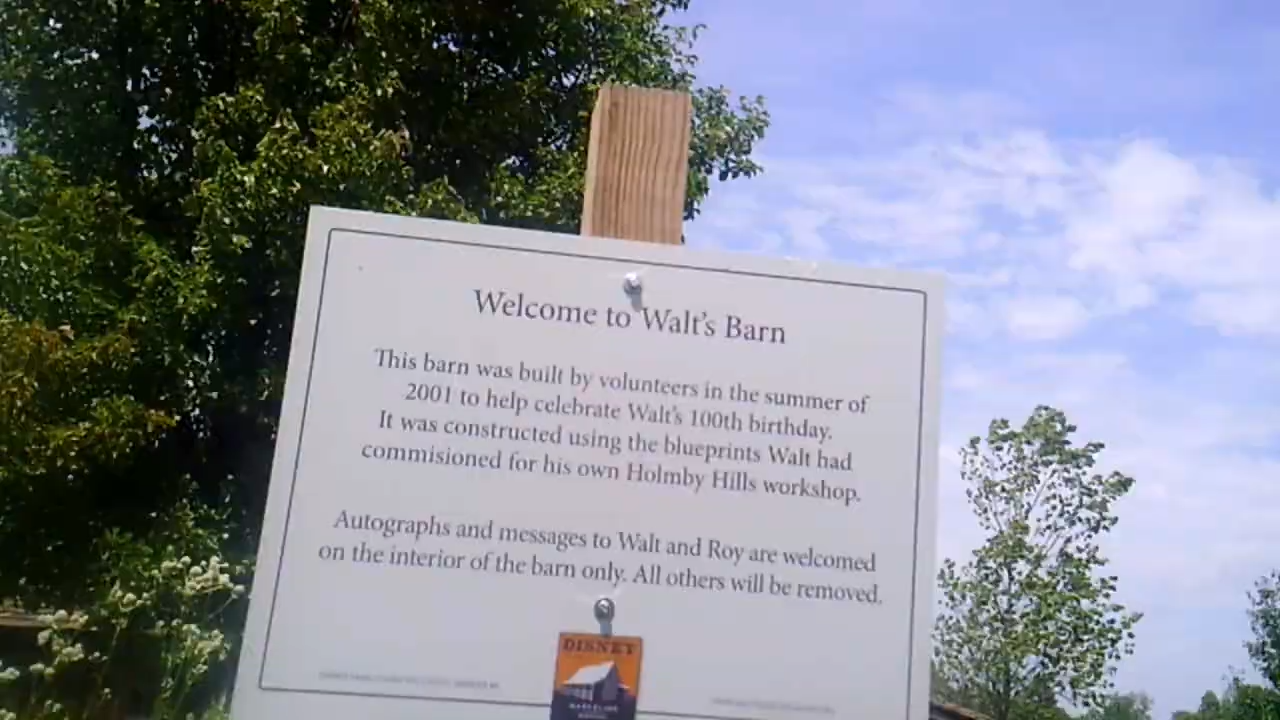 Welcome to Walt's Barn
This barn was built by volunteers in the summer of
2001 to help celebrate Walt's 100th birthday.
It was constructed using the blueprints Walt had
commisioned for his own Holmby Hills workshop.
Autographs and messages to Walt and Roy are welcomed
on the interior of the barn only. All others will be removed.
DISNEY
MARCELINE